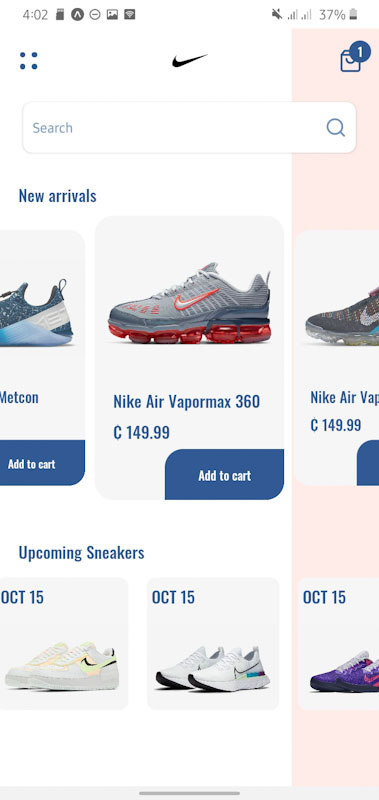 4:02
37%
1
Search
New arrivals
Metcon
Add to cart
Nike Air Vapormax 360
₵ 149.99
Add to cart
Nike Air Vap
₵ 149.99
Upcoming Sneakers
OCT 15
OCT 15
OCT 15